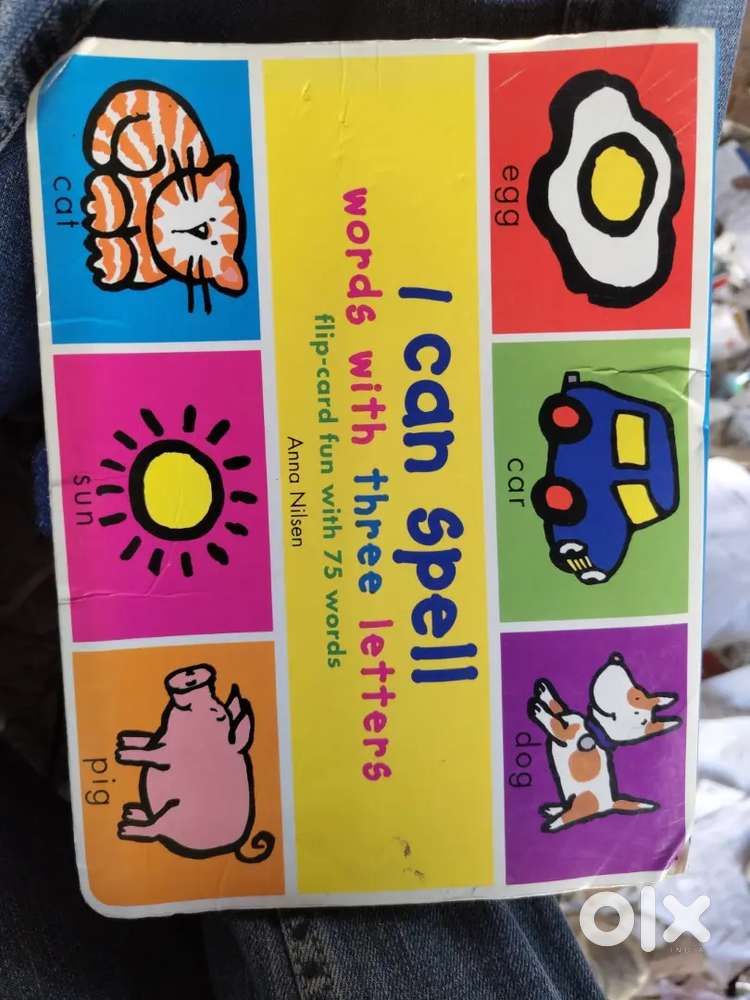 egg
car
dog
I can spell
words with three letters
flip-card fun with 75 words
Anna Nilsen
cat
sun
pig
olx
INDIA